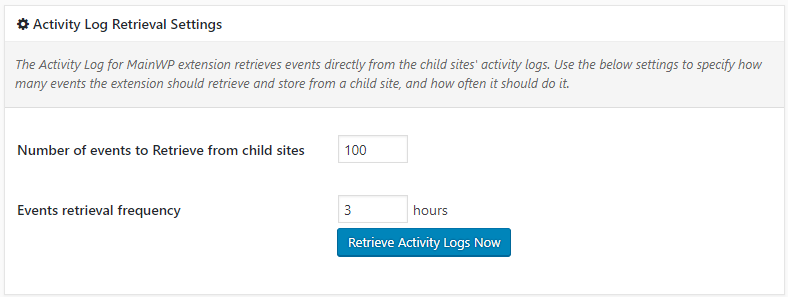 Activity Log Retrieval Settings
The Activity Log for MainWP extension retrieves events directly from the child sites' activity logs. Use the below settings to specify how
many events the extension should retrieve and store from a child site, and how often it should do it.
Number of events to Retrieve from child sites 100
Events retrieval frequency 3 hours
Retrieve Activity Logs Now